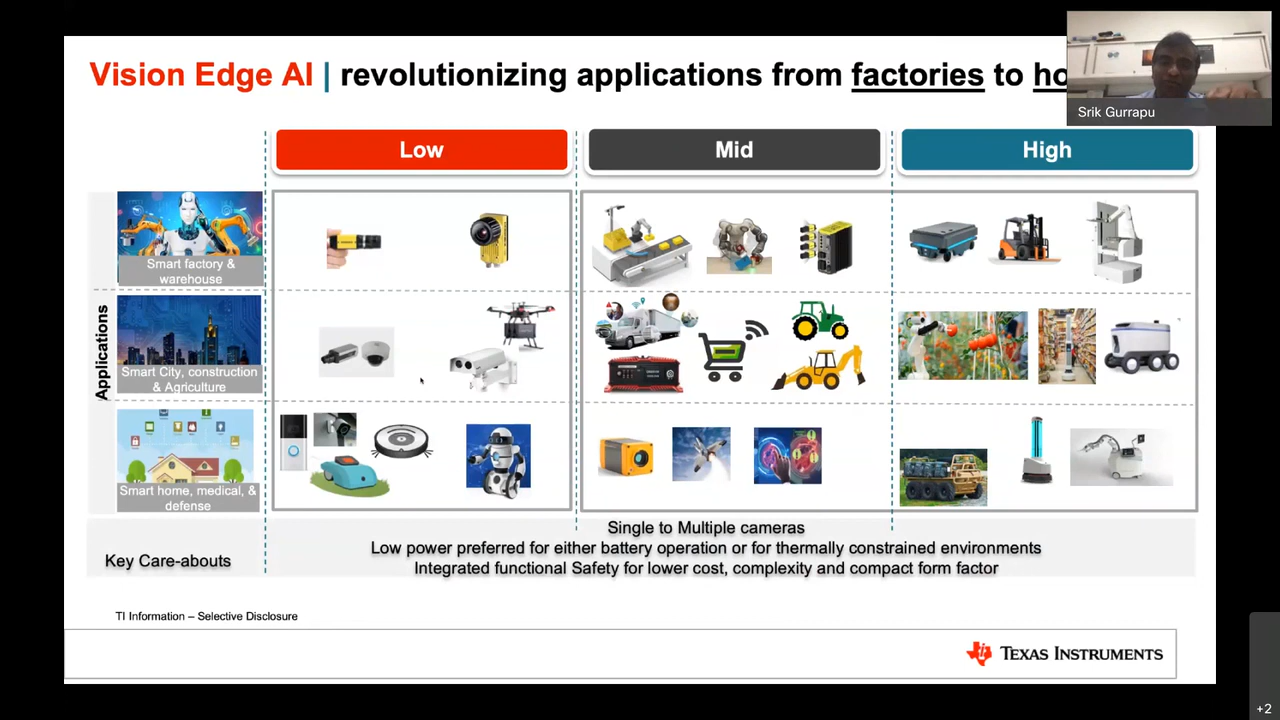 Vision Edge AI | revolutionizing applications from factories to ho
Srik Gurrapu
Low
Mid
High
Applications
Smart factory &
warehouse
Smart City, construction
& Agriculture
Smart home, medical, &
defense
Key Care-abouts
Single to Multiple cameras
Low power preferred for either battery operation or for thermally constrained environments
Integrated functional Safety for lower cost, complexity and compact form factor
TI Information – Selective Disclosure
TEXAS INSTRUMENTS
+2